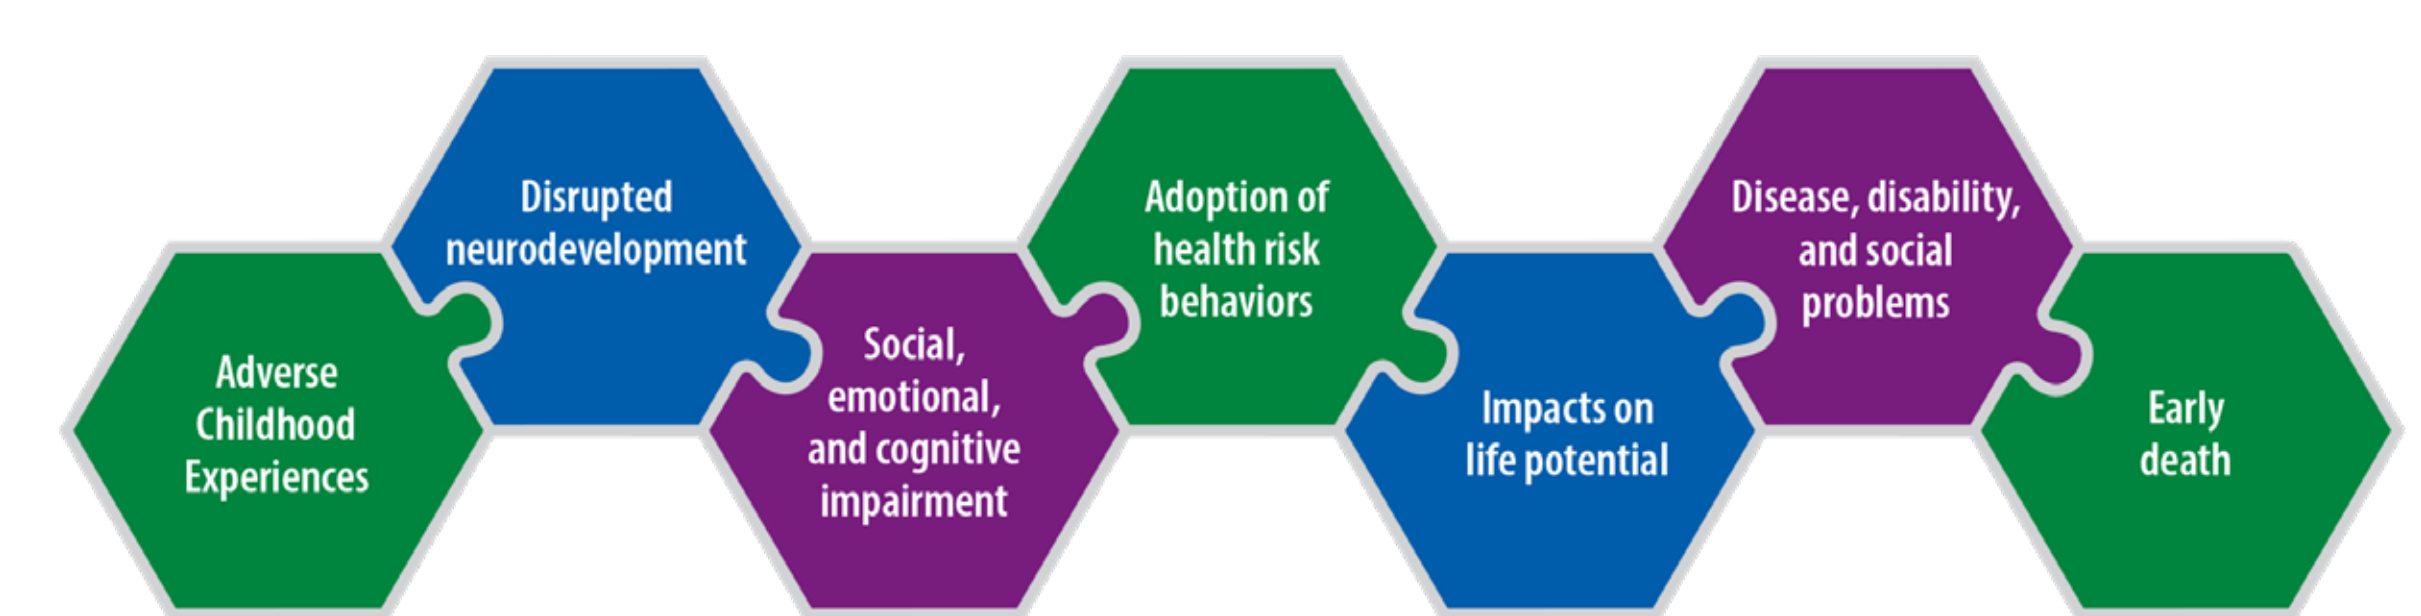 Adverse
Childhood
Experiences
Disrupted
neurodevelopment
Social,
emotional,
and cognitive
impairment
Adoption of
health risk
behaviors
Impacts on
life potential
Disease, disability,
and social
problems
Early
death